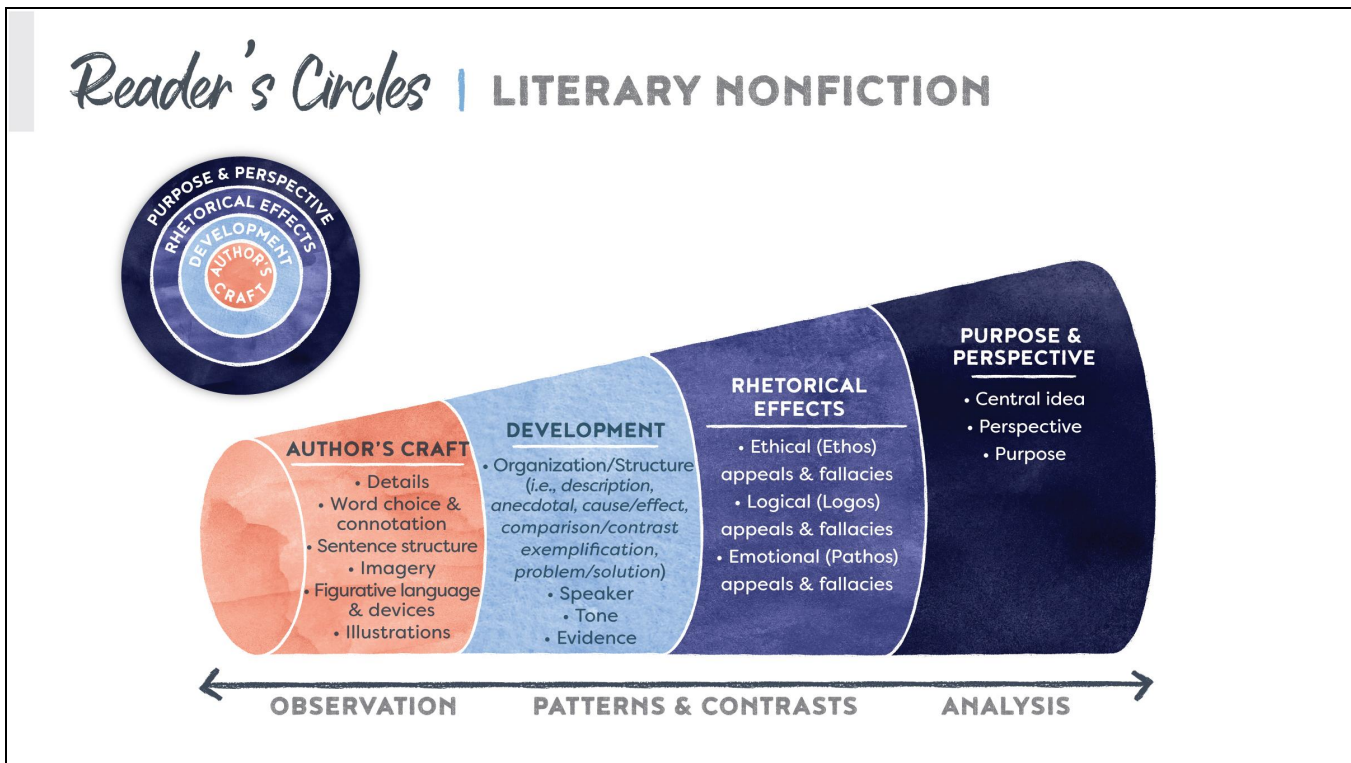 Reader's Circles | LITERARY NONFICTION
PURPOSE & PERSPECTIVE
RHETORICAL EFFECTS
DEVELOPMENT
AUTHOR'S
CRAFT
AUTHOR'S CRAFT
• Details
• Word choice &
connotation
• Sentence structure
• Imagery
• Figurative language
& devices
• Illustrations
DEVELOPMENT
• Organization/Structure
(i.e., description,
anecdotal, cause/effect,
comparison/contrast
exemplification,
problem/solution)
• Speaker
• Tone
• Evidence
RHETORICAL
EFFECTS
• Ethical (Ethos)
appeals & fallacies
• Logical (Logos)
appeals & fallacies
• Emotional (Pathos)
appeals & fallacies
PURPOSE &
PERSPECTIVE
• Central idea
• Perspective
• Purpose
OBSERVATION
PATTERNS & CONTRASTS
ANALYSIS